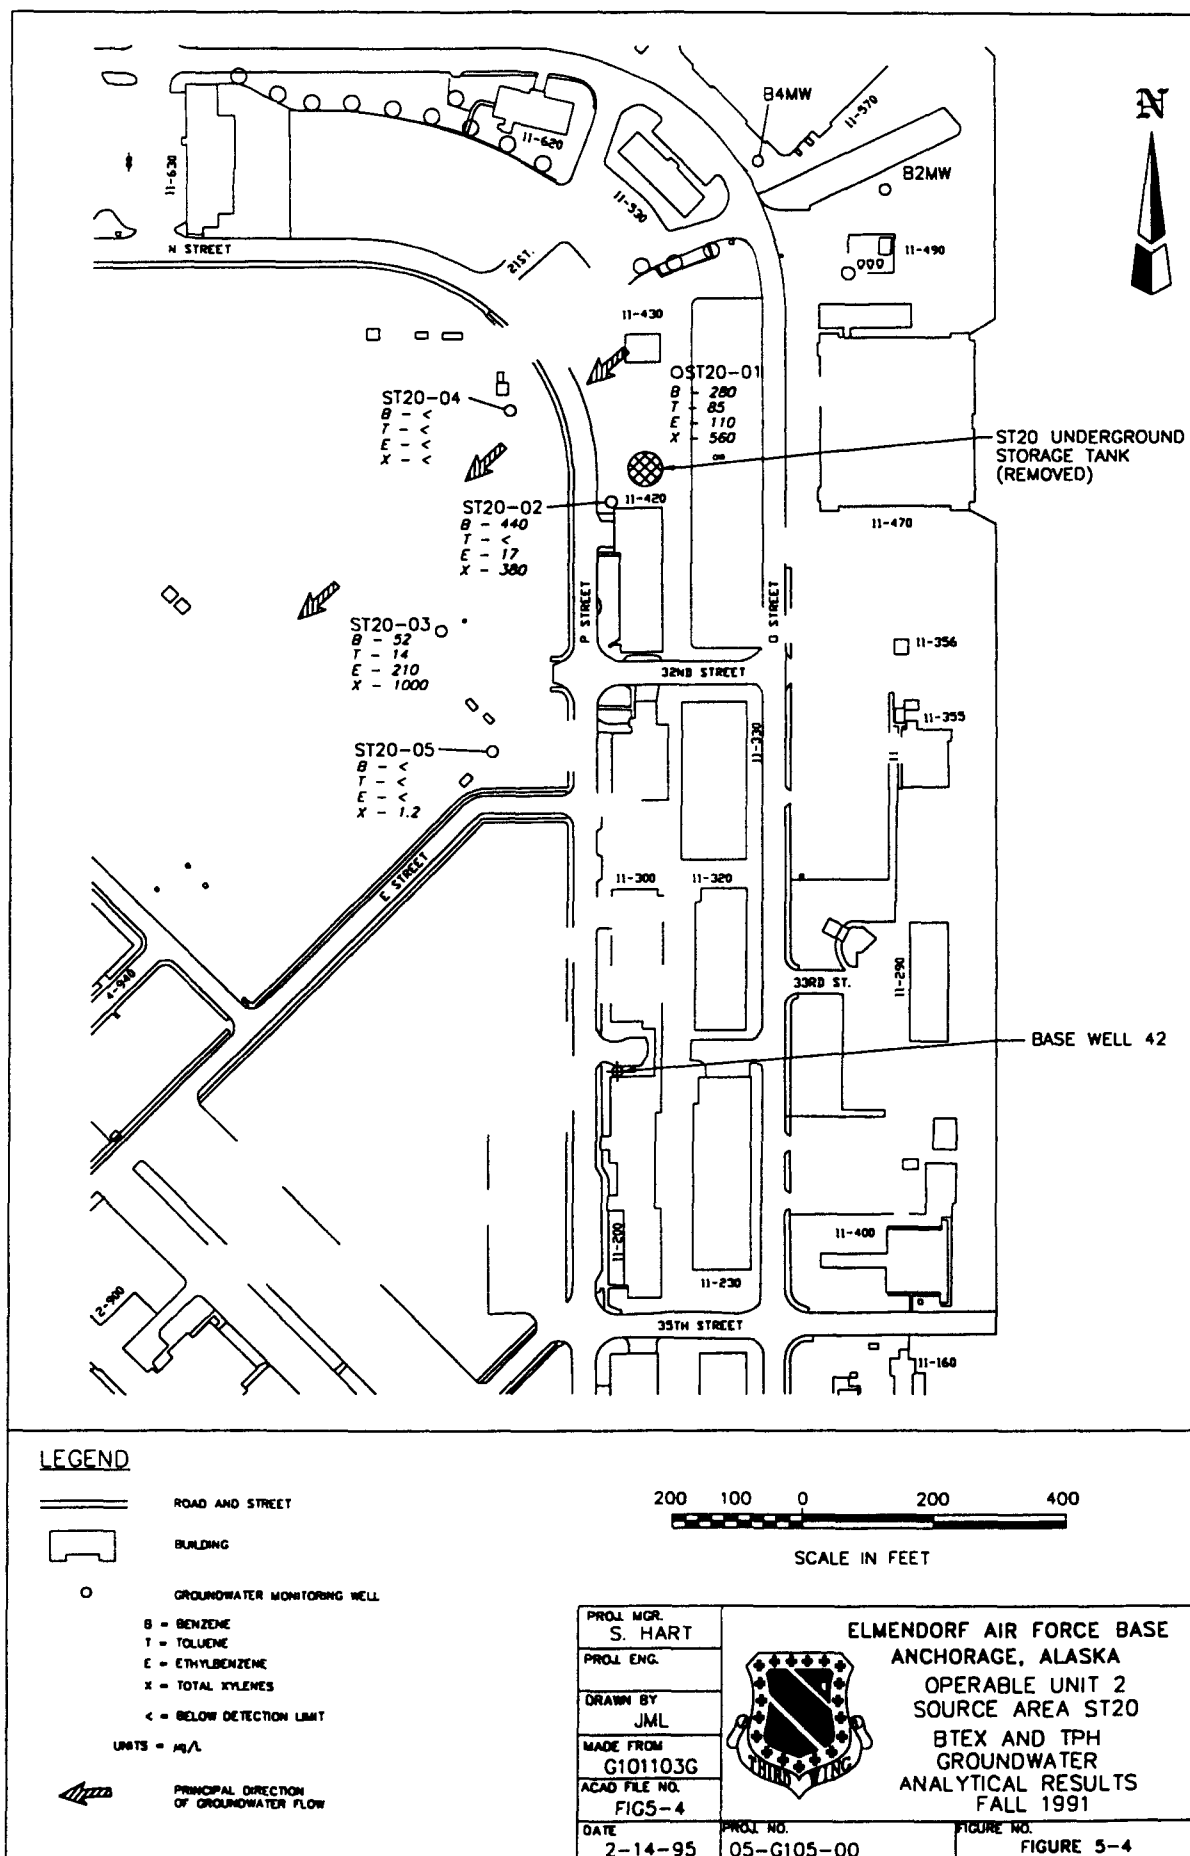 N
B4MW
11-570
11-620
11-630
B2MW
11-530
N STREET
21ST.
11-490
11-430
ST20-01
B - 280
T - 85
E - 110
X - 560
ST20-04
B - <
T - <
E - <
X - <
ST20 UNDERGROUND
STORAGE TANK
(REMOVED)
ST20-02
11-420
B - 440
T - <
E - 17
X - 380
11-470
P STREET
ST20-03
B - 52
T - 14
E - 210
X - 1000
11-356
32ND STREET
11-355
11-330
ST20-05
B - <
T - <
E - <
X - 1.2
E STREET
11-300
11-320
4-940
33RD ST.
11-290
BASE WELL 42
11-200
11-400
11-230
35TH STREET
11-160
LEGEND
ROAD AND STREET
BUILDING
GROUNDWATER MONITORING WELL
B = BENZENE
T = TOLUENE
E = ETHYLBENZENE
X = TOTAL XYLENES
< = BELOW DETECTION LIMIT
UNITS = µg/L
PRINCIPAL DIRECTION
OF GROUNDWATER FLOW
200 100 0 200 400
SCALE IN FEET
PROJ. MGR.
S. HART
PROJ. ENG.
DRAWN BY
JML
MADE FROM
G101103G
ACAD FILE NO.
FIG5-4
DATE
2-14-95
THIRD WING
ELMENDORF AIR FORCE BASE
ANCHORAGE, ALASKA
OPERABLE UNIT 2
SOURCE AREA ST20
BTEX AND TPH
GROUNDWATER
ANALYTICAL RESULTS
FALL 1991
PROJ. NO.
05-G105-00
FIGURE NO.
FIGURE 5-4